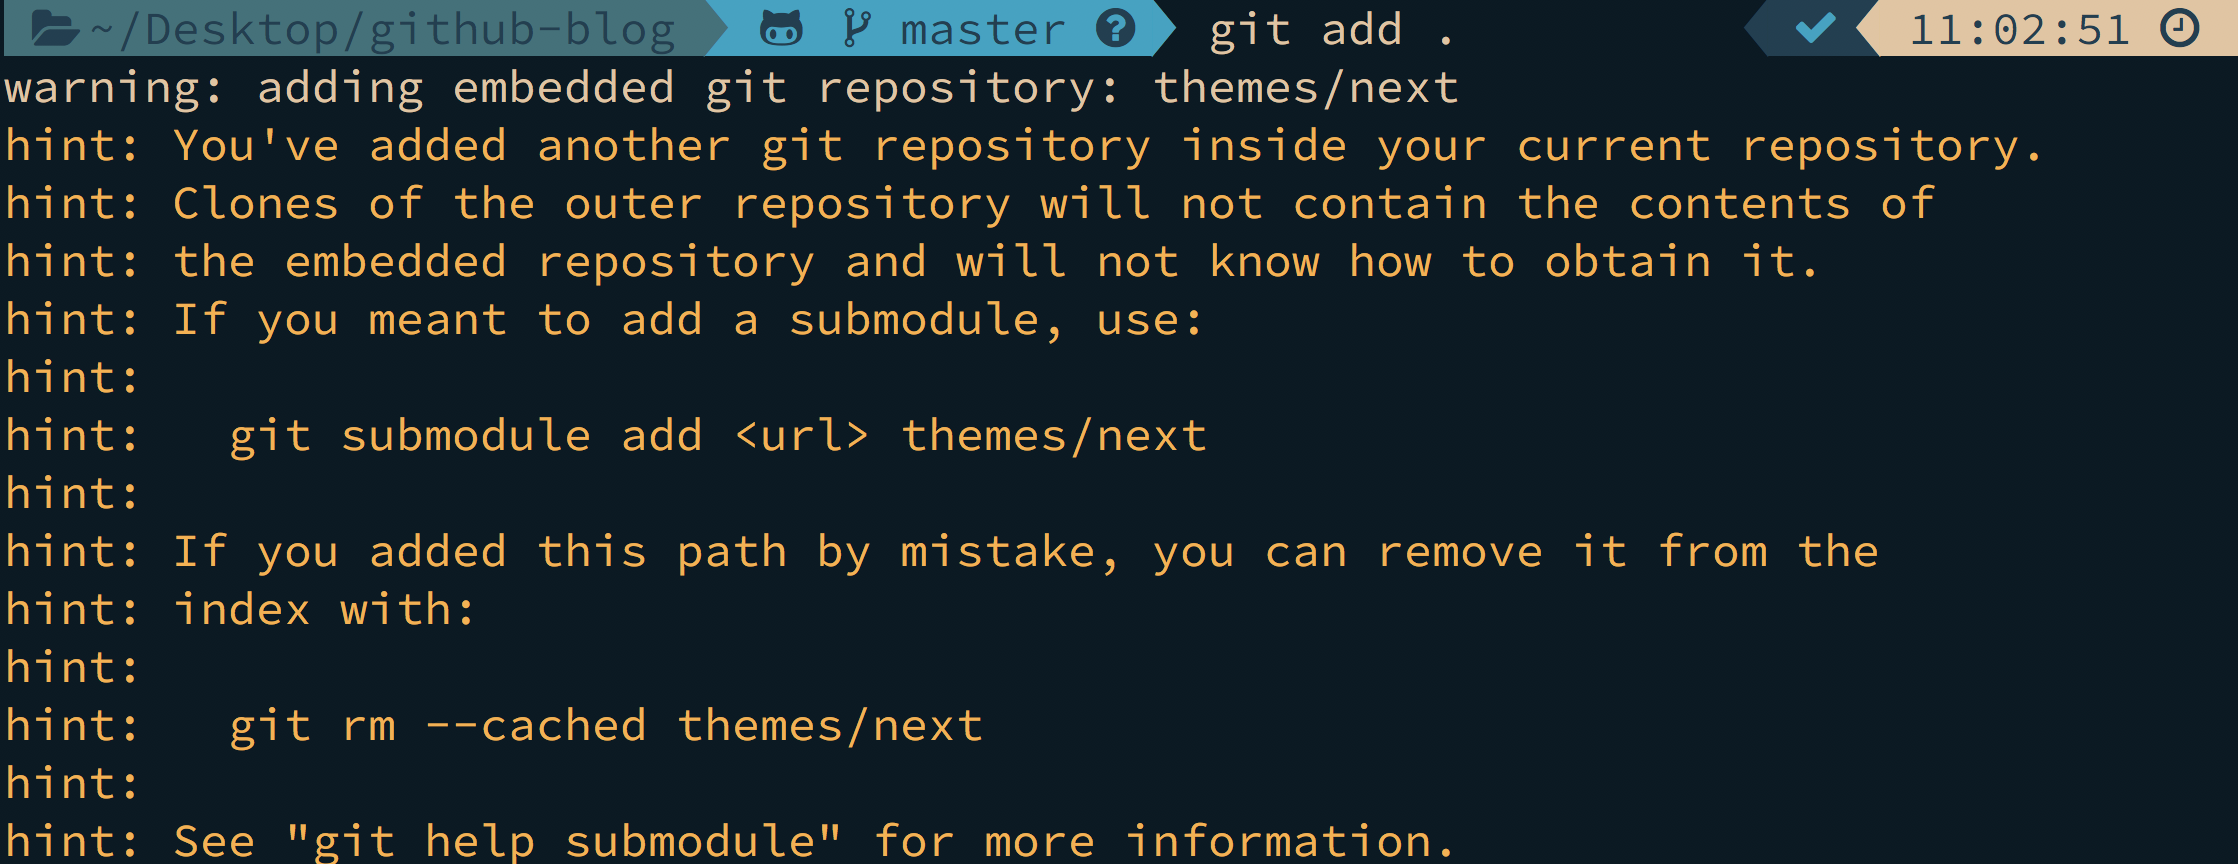 ~/Desktop/github-blog master ? git add . 11:02:51
warning: adding embedded git repository: themes/next
hint: You've added another git repository inside your current repository.
hint: Clones of the outer repository will not contain the contents of
hint: the embedded repository and will not know how to obtain it.
hint: If you meant to add a submodule, use:
hint:
hint:   git submodule add <url> themes/next
hint:
hint: If you added this path by mistake, you can remove it from the
hint: index with:
hint:
hint:   git rm --cached themes/next
hint:
hint: See "git help submodule" for more information.